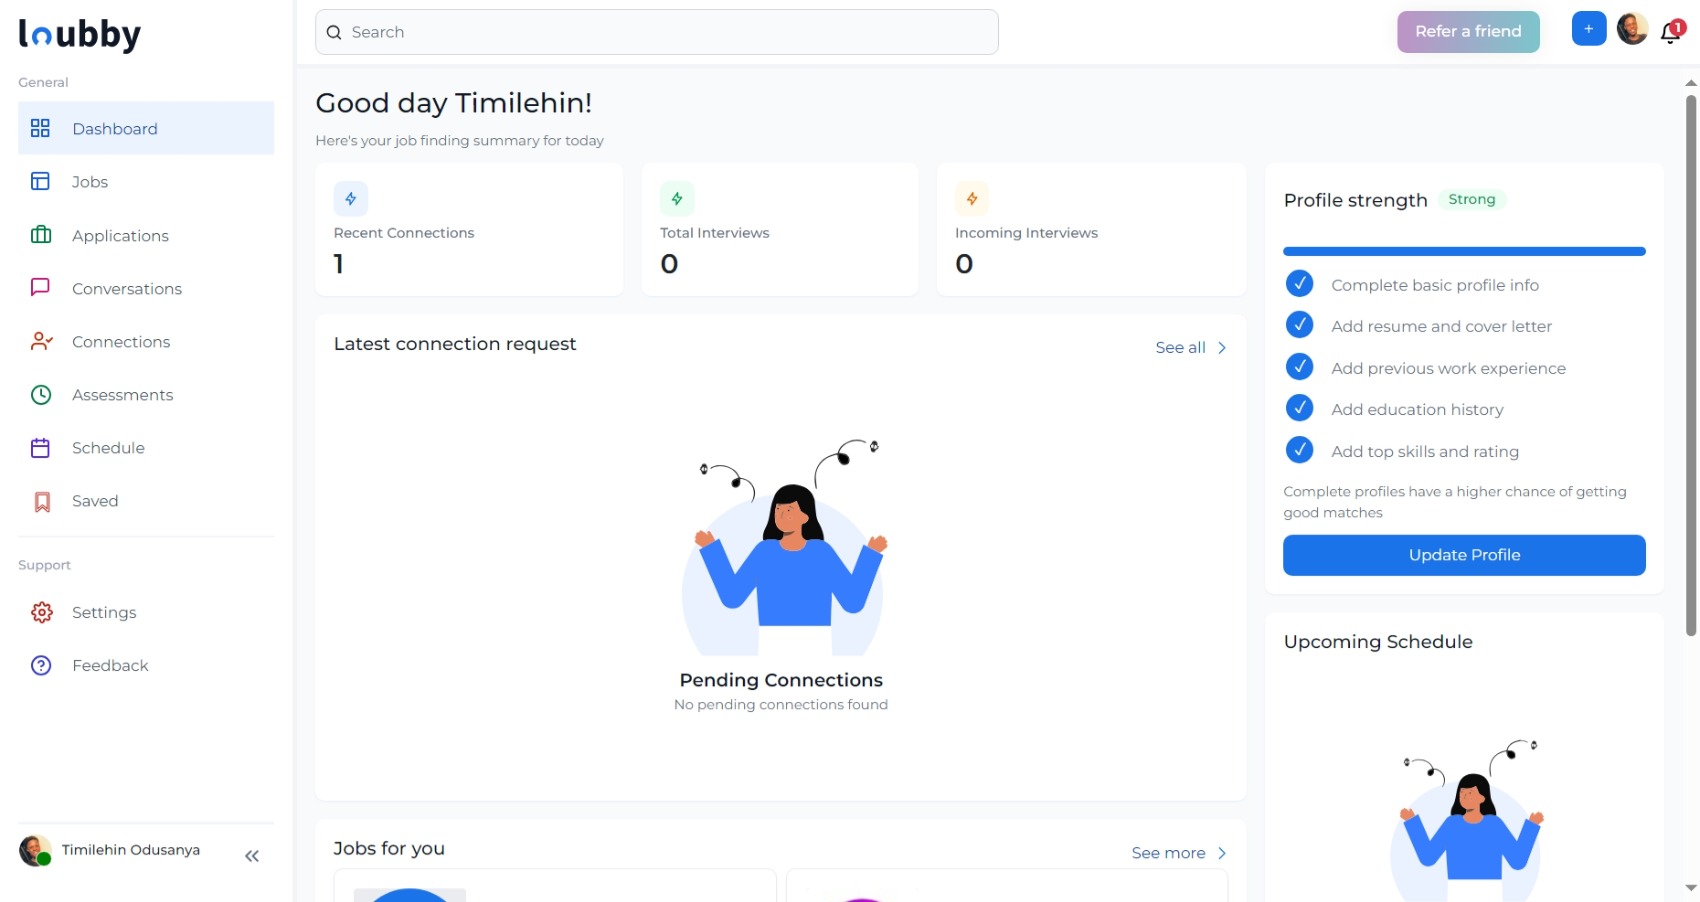 loubby
Search
Refer a friend
+
1
General
Dashboard
Jobs
Applications
Conversations
Connections
Assessments
Schedule
Saved
Support
Settings
Feedback
Timilehin Odusanya
Good day Timilehin!
Here's your job finding summary for today
Recent Connections
1
Total Interviews
0
Incoming Interviews
0
Latest connection request
See all
Pending Connections
No pending connections found
Jobs for you
See more
Profile strength Strong
Complete basic profile info
Add resume and cover letter
Add previous work experience
Add education history
Add top skills and rating
Complete profiles have a higher chance of getting
good matches
Update Profile
Upcoming Schedule